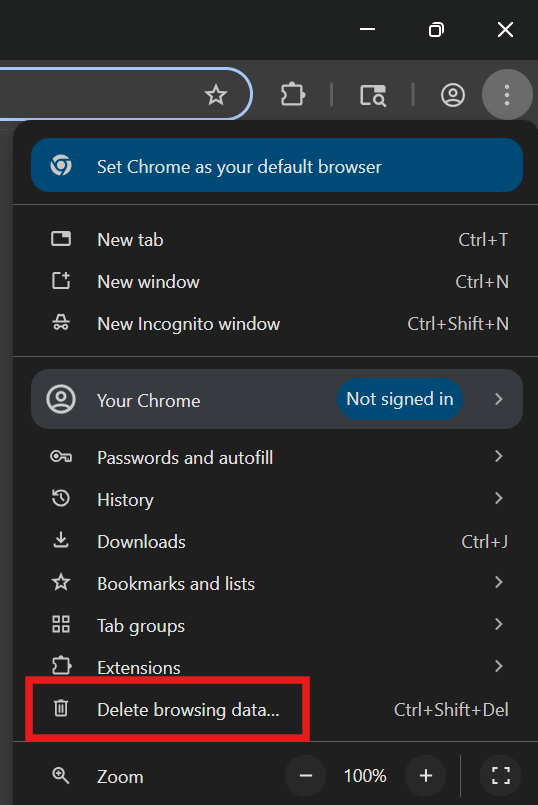 Set Chrome as your default browser
New tab Ctrl+T
New window Ctrl+N
New Incognito window Ctrl+Shift+N
Your Chrome Not signed in
Passwords and autofill
History
Downloads Ctrl+J
Bookmarks and lists
Tab groups
Extensions
Delete browsing data... Ctrl+Shift+Del
Zoom − 100% +